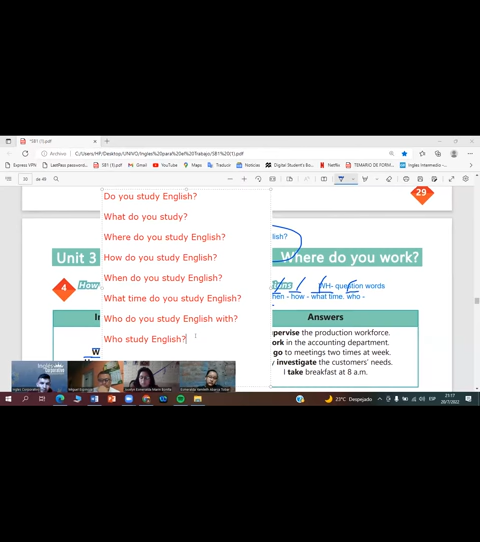 *SB1 (1).pdf
Archivo
C:/Users/HP/Desktop/UNIVO/Ingles%20para%20el%20Trabajo/SB1%20(1).pdf
Express VPN
LastPass password...
SB1 (1).pdf
Gmail
YouTube
Maps
Traducir
Noticias
Digital Student's Bo...
Netflix
TEMARIO DE FORM...
Ingles Intermedio -...
30
de 46
29
Do you study English?
What do you study?
Where do you study English?
How do you study English?
When do you study English?
What time do you study English?
Who do you study English with?
Who study English?
lish?
Unit 3
Where do you work?
4
How
ons
WH- question words
hen - how - what time. who -
Answers
pervise the production workforce.
ork in the accounting department.
go to meetings two times at week.
investigate the customers' needs.
I take breakfast at 8 a.m.
23°C Despejado
ESP
21:17
20/7/2022